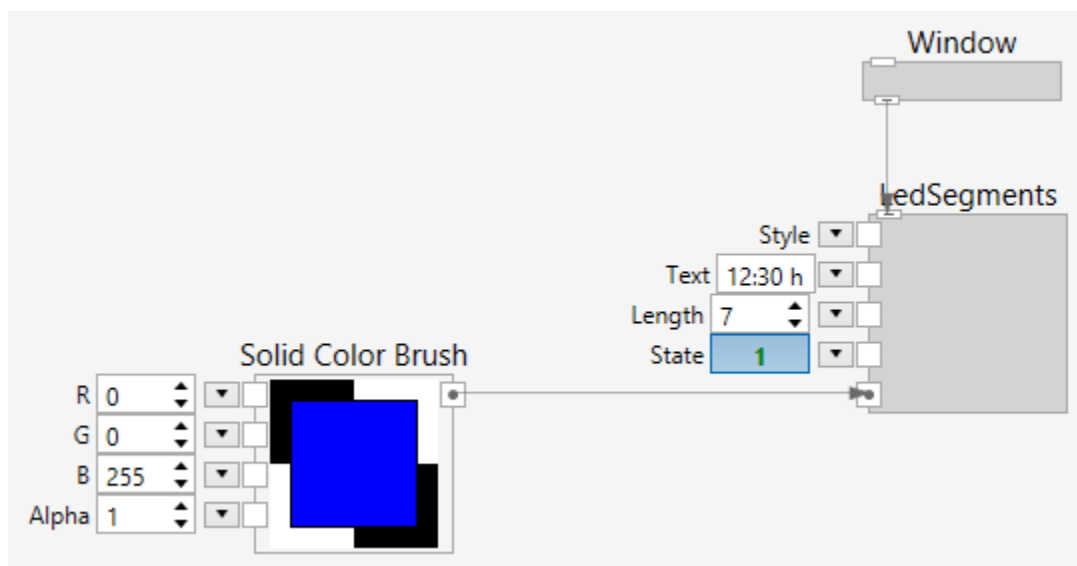 Window
LedSegments
Style
Text 12:30 h
Length 7
State 1
Solid Color Brush
R 0
G 0
B 255
Alpha 1